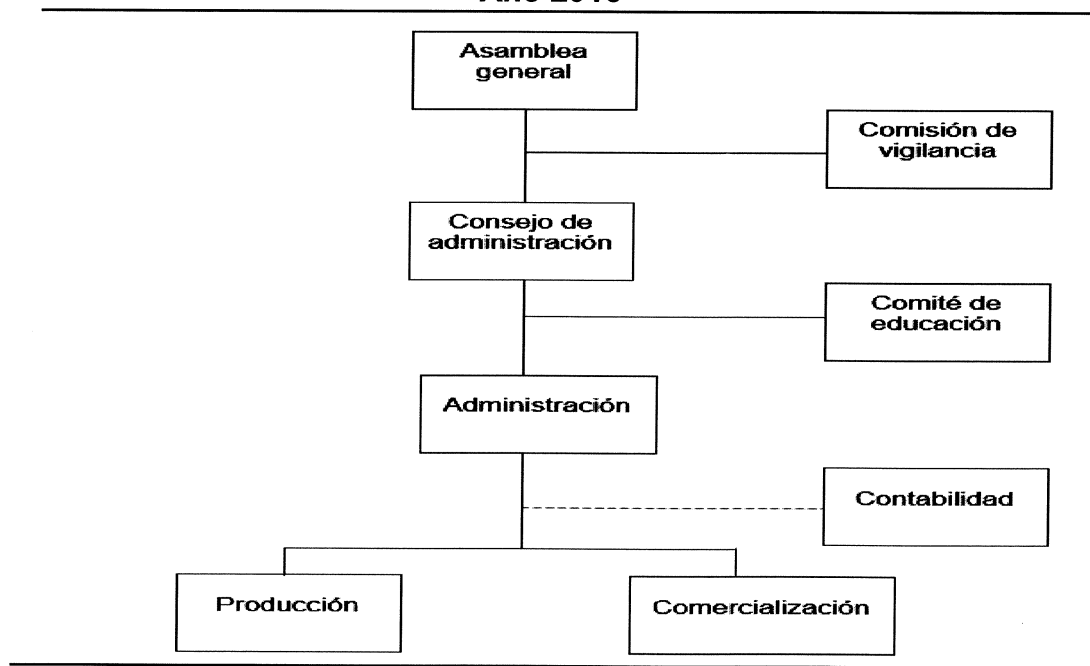 Asamblea
general
Comisión de
vigilancia
Consejo de
administración
Comité de
educación
Administración
Contabilidad
Producción
Comercialización